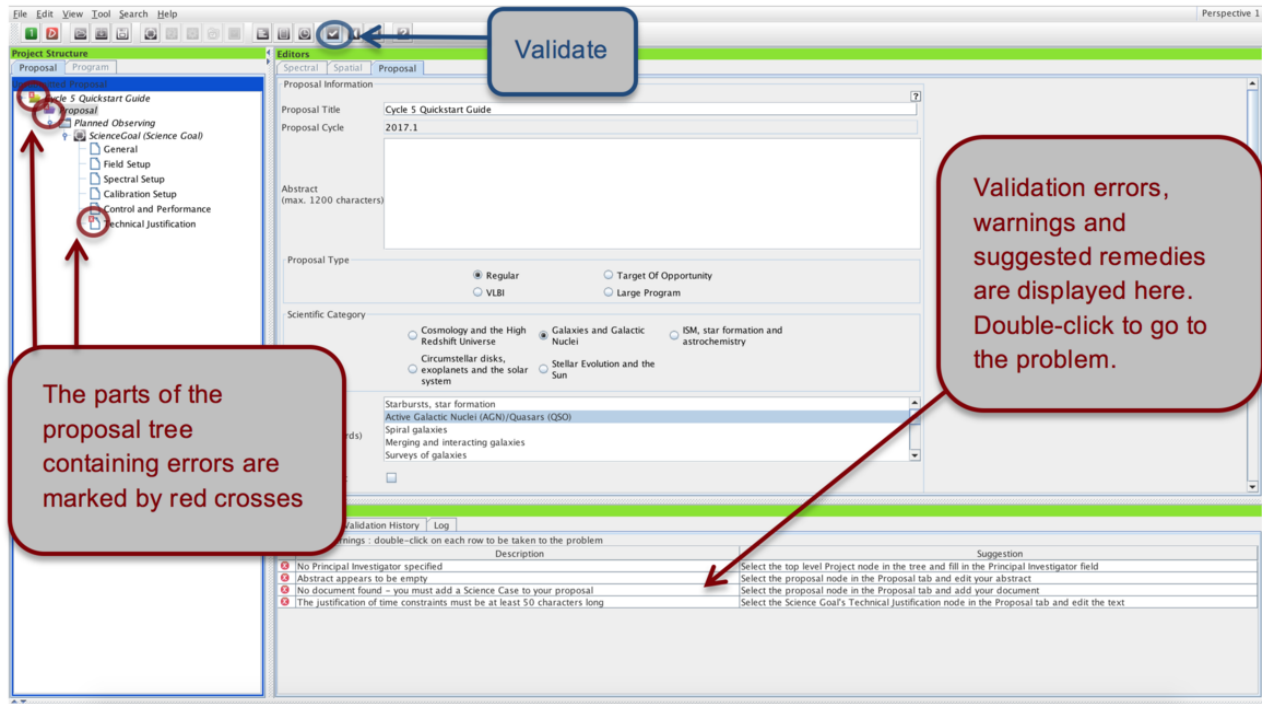 File Edit View Tool Search Help
Perspective 1
Validate
Project Structure
Proposal Program
Proposal
Cycle 5 Quickstart Guide
Proposal
Planned Observing
ScienceGoal (Science Goal)
General
Field Setup
Spectral Setup
Calibration Setup
Control and Performance
Technical Justification
Editors
Spectral Spatial Proposal
Proposal Information
?
Proposal Title Cycle 5 Quickstart Guide
Proposal Cycle 2017.1
Abstract
(max. 1200 characters)
Proposal Type
Regular Target Of Opportunity
VLBI Large Program
Scientific Category
Cosmology and the High Redshift Universe
Galaxies and Galactic Nuclei
ISM, star formation and astrochemistry
Circumstellar disks, exoplanets and the solar system
Stellar Evolution and the Sun
Starbursts, star formation
Active Galactic Nuclei (AGN)/Quasars (QSO)
Spiral galaxies
Merging and interacting galaxies
Surveys of galaxies
The parts of the
proposal tree
containing errors are
marked by red crosses
Validation errors,
warnings and
suggested remedies
are displayed here.
Double-click to go to
the problem.
Validation History Log
: double-click on each row to be taken to the problem
Description Suggestion
No Principal Investigator specified Select the top level Project node in the tree and fill in the Principal Investigator field
Abstract appears to be empty Select the proposal node in the Proposal tab and edit your abstract
No document found - you must add a Science Case to your proposal Select the proposal node in the Proposal tab and add your document
The justification of time constraints must be at least 50 characters long Select the Science Goal's Technical Justification node in the Proposal tab and edit the text